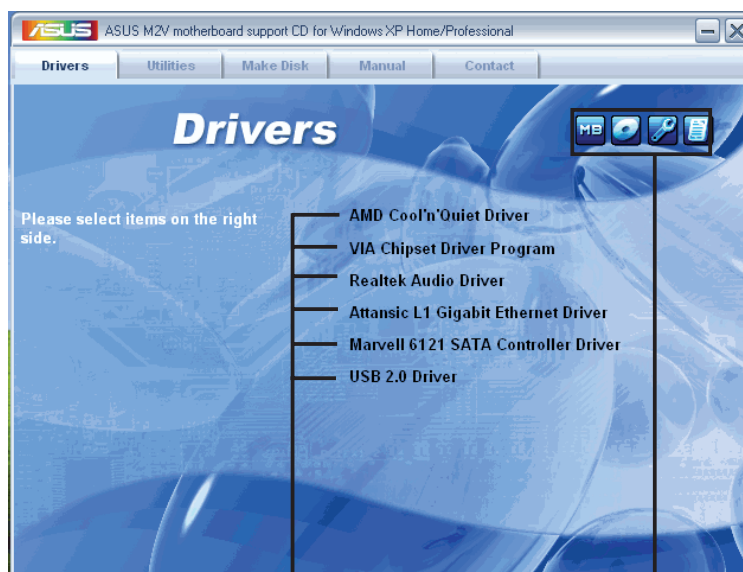 ASUS ASUS M2V motherboard support CD for Windows XP Home/Professional
Drivers Utilities Make Disk Manual Contact
Drivers
MB
Please select items on the right
side.
AMD Cool'n'Quiet Driver
VIA Chipset Driver Program
Realtek Audio Driver
Attansic L1 Gigabit Ethernet Driver
Marvell 6121 SATA Controller Driver
USB 2.0 Driver